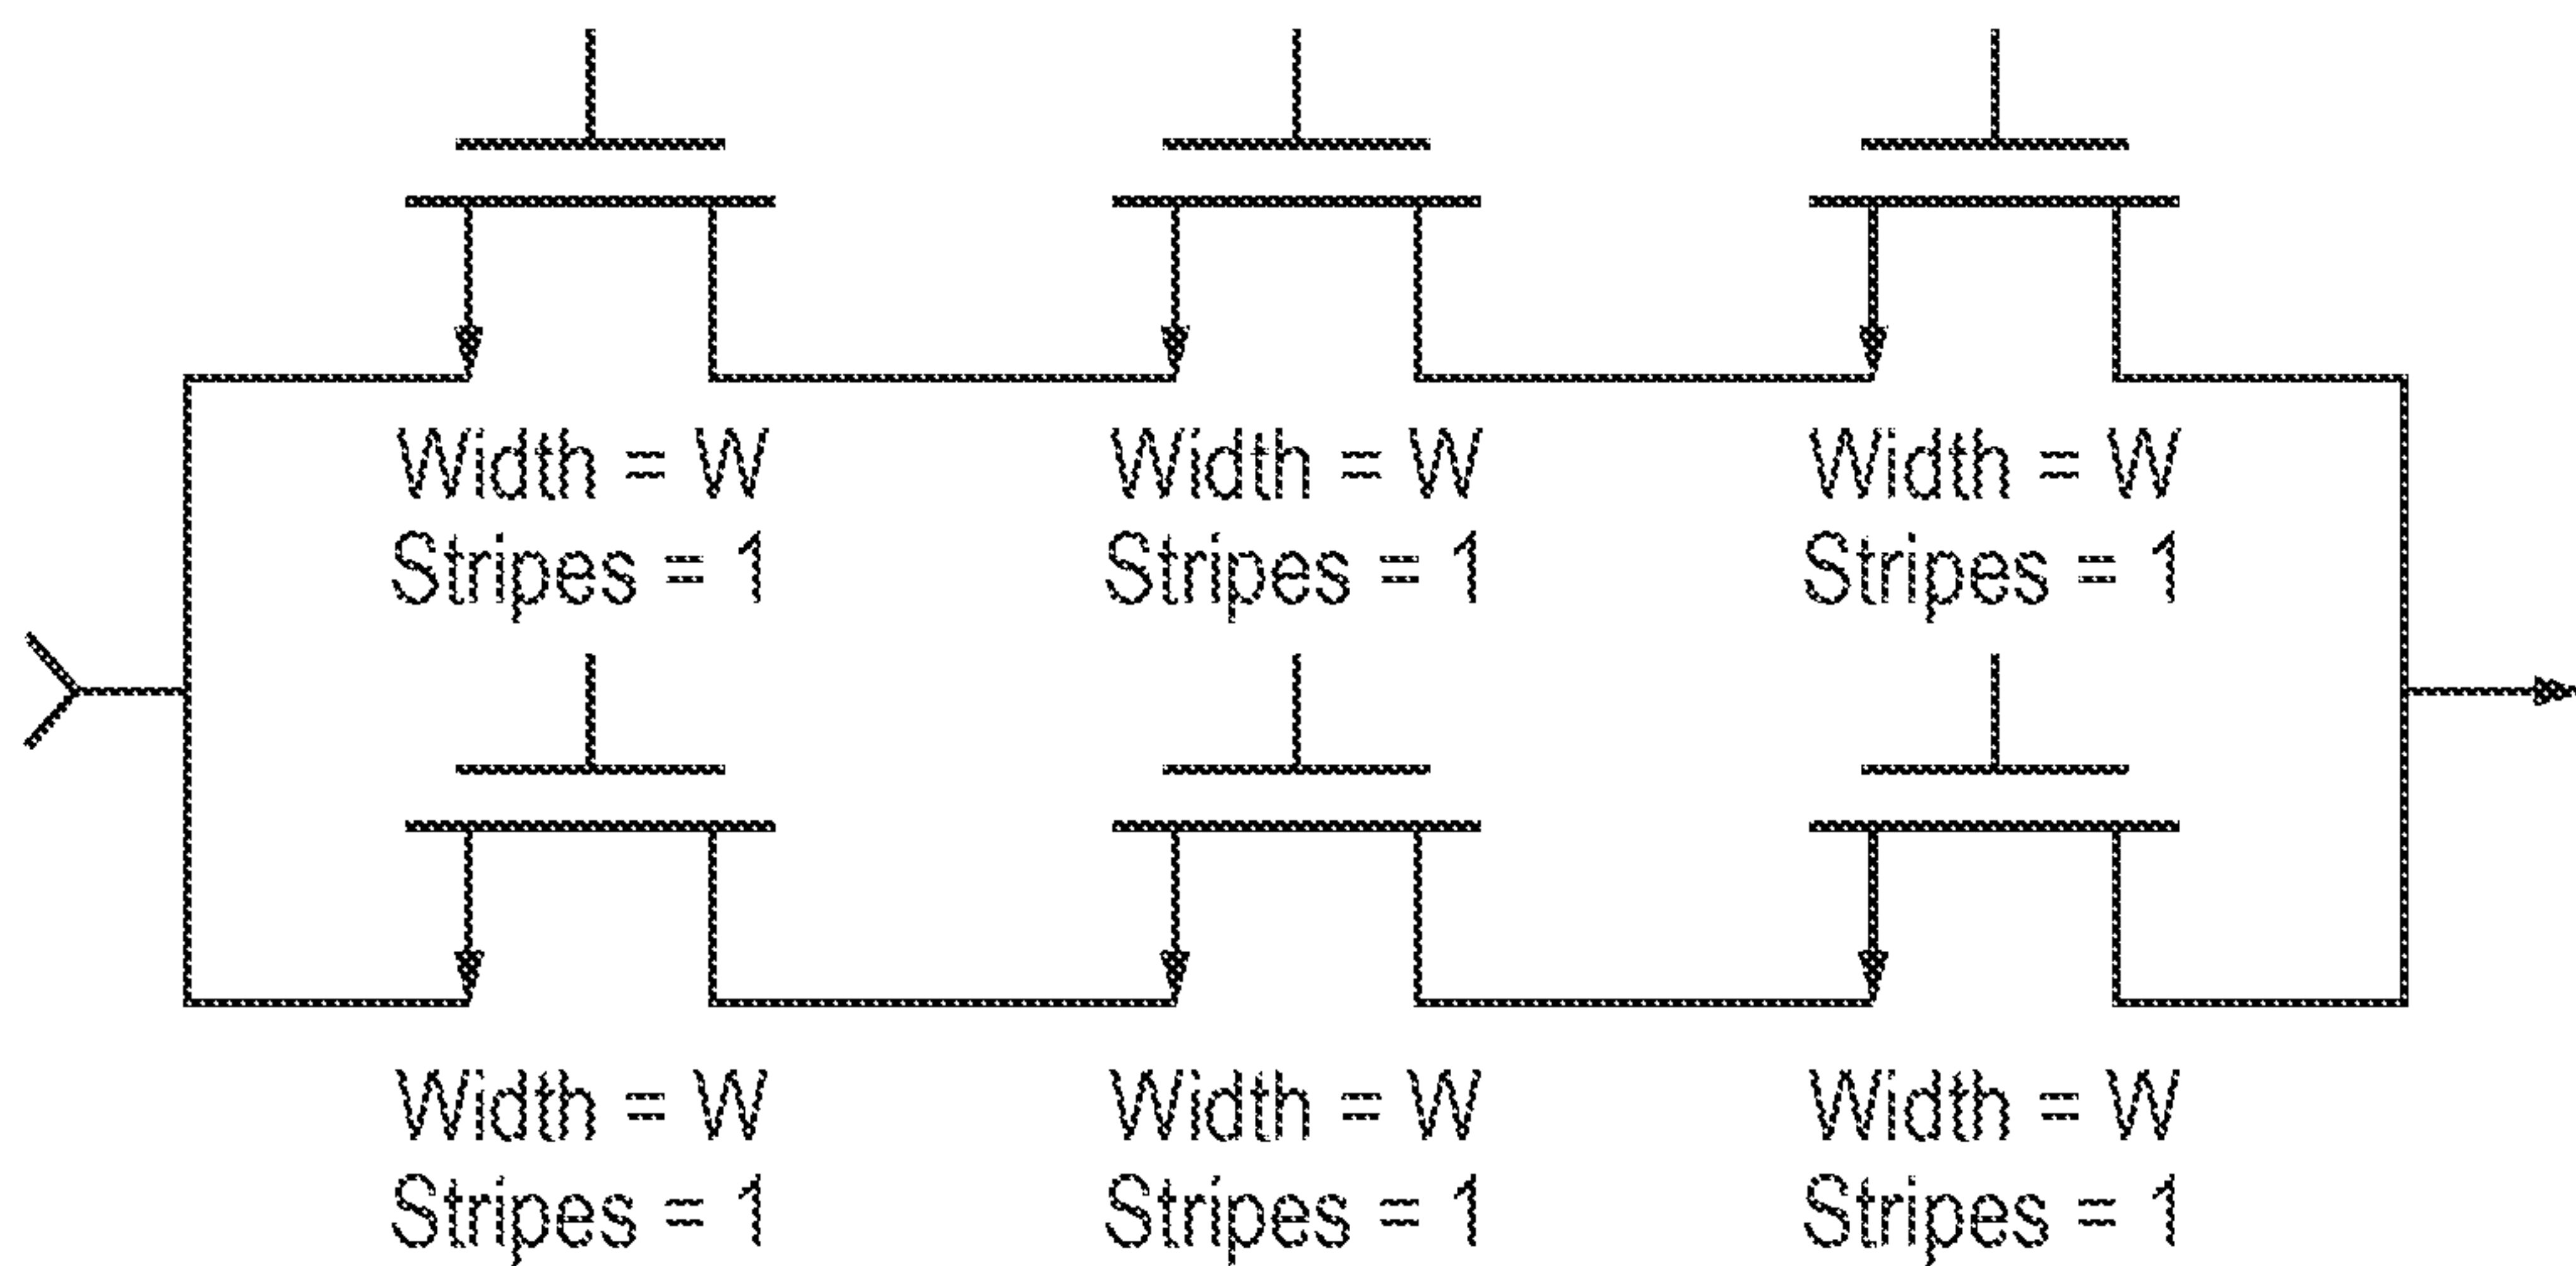 Width = W Width = W Width = W
Stripes = 1 Stripes = 1 Stripes = 1
Width = W Width = W Width = W
Stripes = 1 Stripes = 1 Stripes = 1